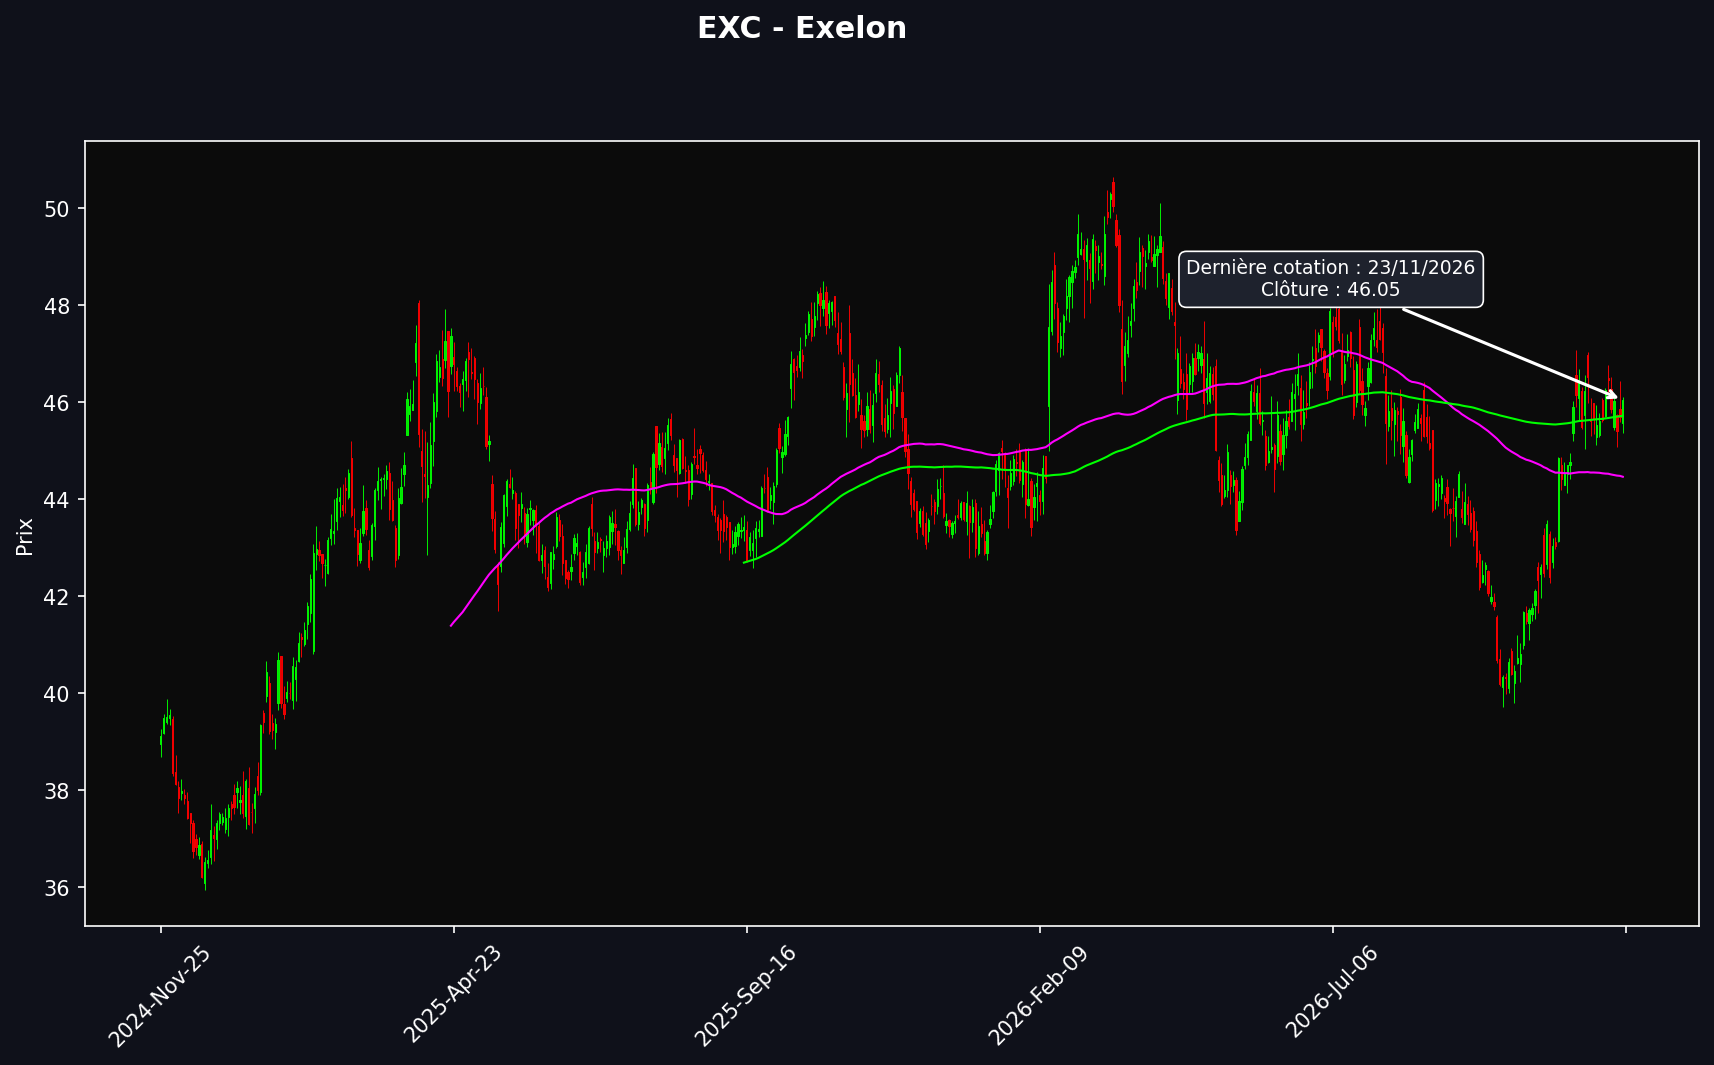 EXC - Exelon
Dernière cotation : 23/11/2026
Clôture : 46.05
Prix
50
48
46
44
42
40
38
36
2024-Nov-25
2025-Apr-23
2025-Sep-16
2026-Feb-09
2026-Jul-06